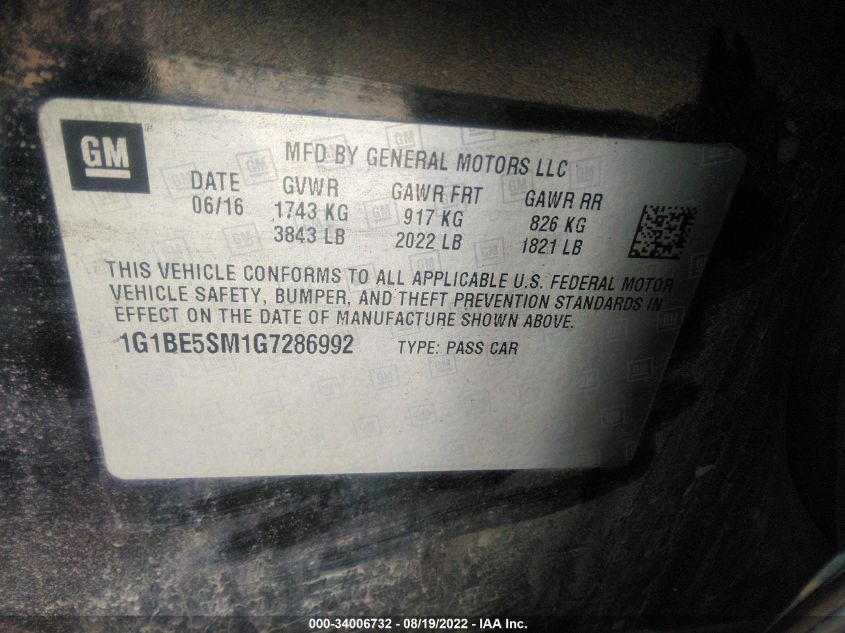 GM ®
MFD BY GENERAL MOTORS LLC
DATE GVWR GAWR FRT GAWR RR
06/16 1743 KG 917 KG 826 KG
3843 LB 2022 LB 1821 LB
THIS VEHICLE CONFORMS TO ALL APPLICABLE U.S. FEDERAL MOTOR
VEHICLE SAFETY, BUMPER, AND THEFT PREVENTION STANDARDS IN
EFFECT ON THE DATE OF MANUFACTURE SHOWN ABOVE.
1G1BE5SM1G7286992 TYPE: PASS CAR
000-34006732 - 08/19/2022 - IAA Inc.